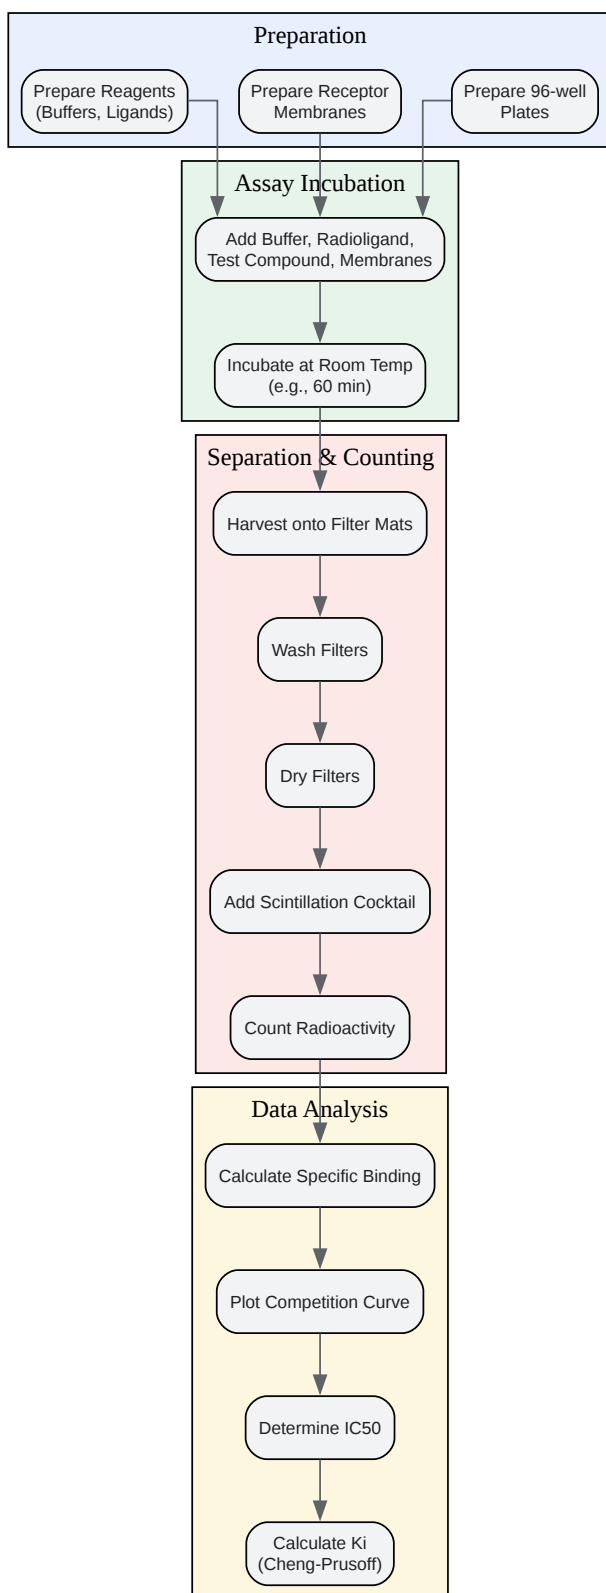 Preparation
Prepare Reagents
(Buffers, Ligands)
Prepare Receptor
Membranes
Prepare 96-well
Plates
Assay Incubation
Add Buffer, Radioligand,
Test Compound, Membranes
Incubate at Room Temp
(e.g., 60 min)
Separation & Counting
Harvest onto Filter Mats
Wash Filters
Dry Filters
Add Scintillation Cocktail
Count Radioactivity
Data Analysis
Calculate Specific Binding
Plot Competition Curve
Determine IC50
Calculate Ki
(Cheng-Prusoff)